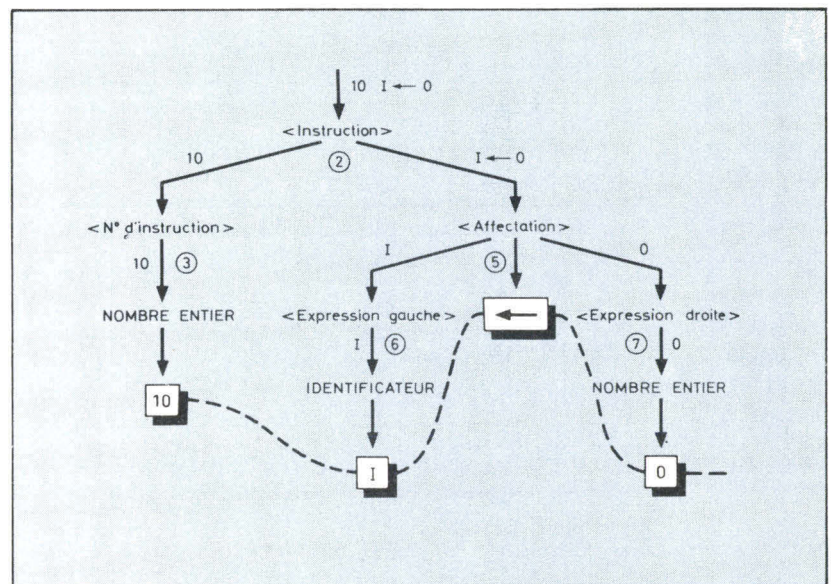 10 I ← 0
<Instruction>
10 ② I ← 0
<N° d'instruction> <Affectation>
10 ③ I ⑤ 0
NOMBRE ENTIER <Expression gauche> ← <Expression droite>
I ⑥ ⑦ 0
IDENTIFICATEUR NOMBRE ENTIER
10
I 0